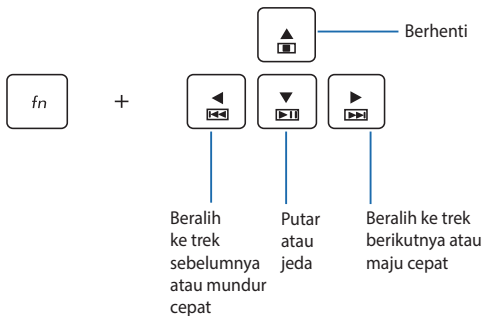 Berhenti
fn
+
Beralih
ke trek
sebelumnya
atau mundur
cepat
Putar
atau
jeda
Beralih ke trek
berikutnya atau
maju cepat